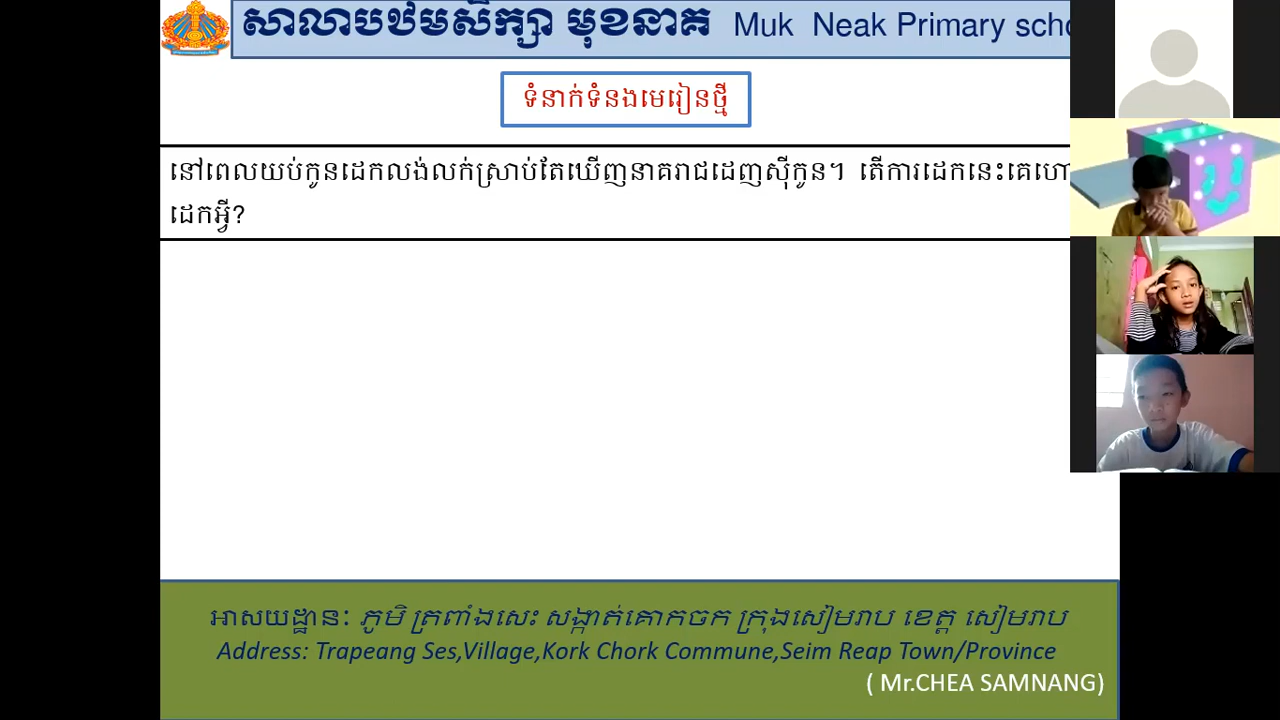 សាលាបឋមសិក្សា មុខនាគ Muk Neak Primary
ទំនាក់ទំនងមេរៀនថ្មី
នៅពេលយប់កូនដេកលង់លក់ស្រាប់តែឃើញនាគរាជដេញស៊ីកូន។ តើការដេកនេះគេ
ដេកអ្វី?
អាសយដ្ឋាន: ភូមិ ត្រពាំងសេះ សង្កាត់គោកចក ក្រុងសៀមរាប ខេត្ត សៀមរាប
Address: Trapeang Ses,Village,Kork Chork Commune,Seim Reap Town/Province
( Mr.CHEA SAMNANG)